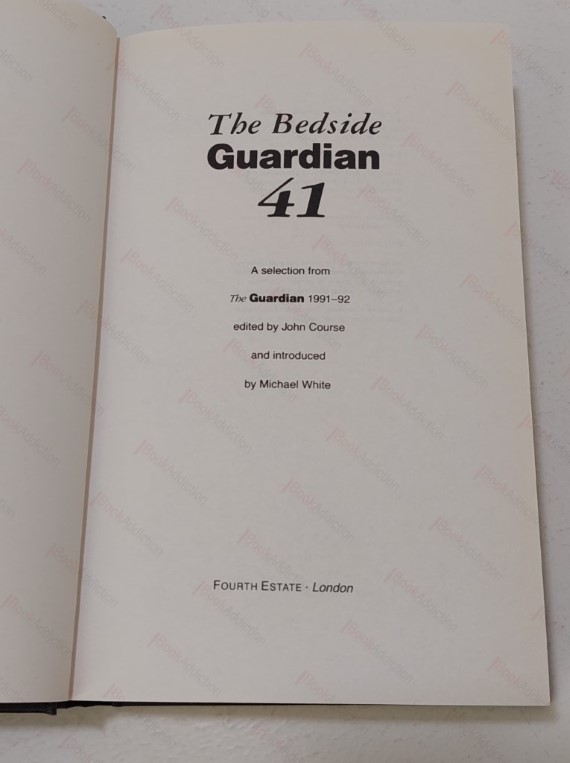 The Bedside
Guardian
41
A selection from
The Guardian 1991–92
edited by John Course
and introduced
by Michael White
FOURTH ESTATE · London
BookAddiction